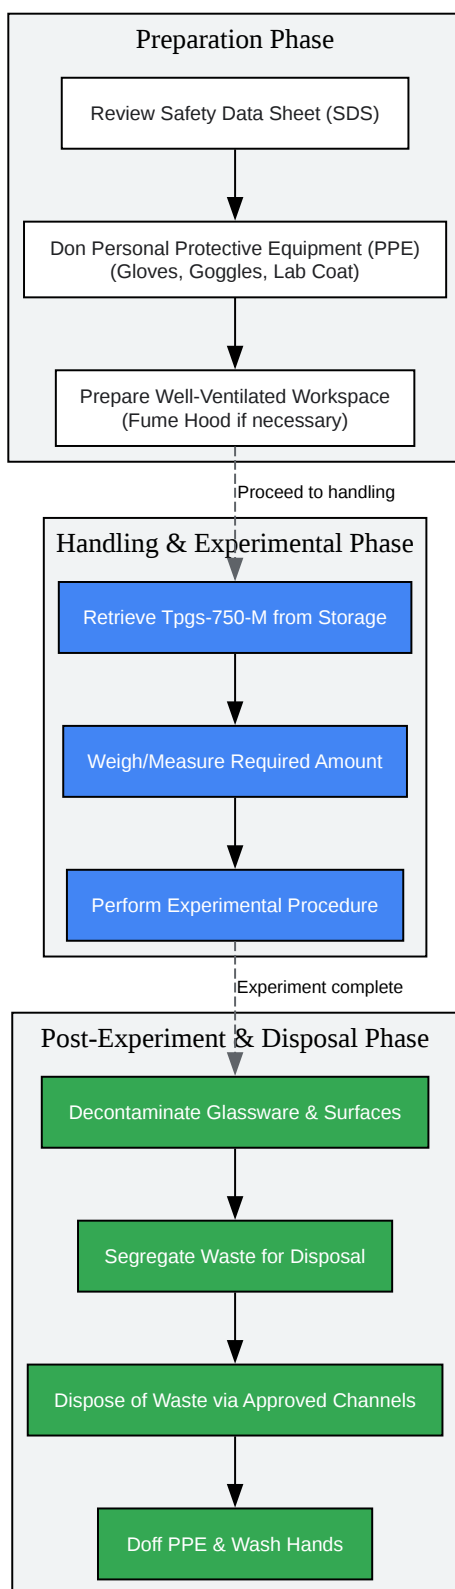 Preparation Phase
Review Safety Data Sheet (SDS)
Don Personal Protective Equipment (PPE)
(Gloves, Goggles, Lab Coat)
Prepare Well-Ventilated Workspace
(Fume Hood if necessary)
Proceed to handling
Handling & Experimental Phase
Retrieve Tpgs-750-M from Storage
Weigh/Measure Required Amount
Perform Experimental Procedure
Experiment complete
Post-Experiment & Disposal Phase
Decontaminate Glassware & Surfaces
Segregate Waste for Disposal
Dispose of Waste via Approved Channels
Doff PPE & Wash Hands